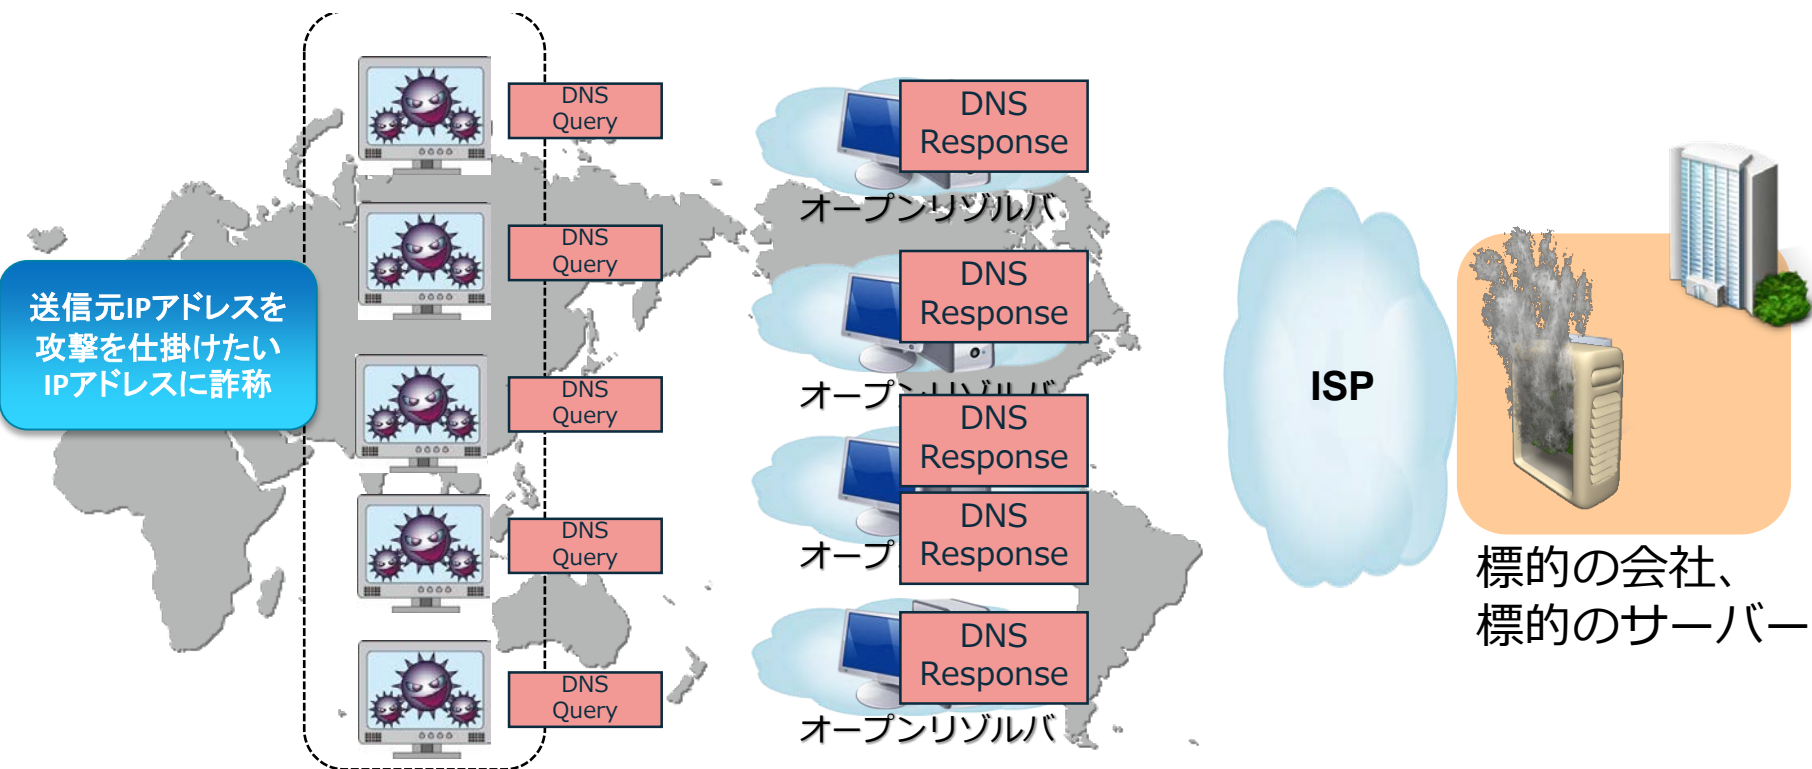 送信元IPアドレスを
攻撃を仕掛けたい
IPアドレスに詐称
DNS
Query
DNS
Query
DNS
Query
DNS
Query
DNS
Query
DNS
Response
オープンリゾルバ
DNS
Response
オープンリゾルバ
DNS
Response
DNS
Response
オープ
DNS
Response
オープンリゾルバ
ISP
標的の会社、
標的のサーバー